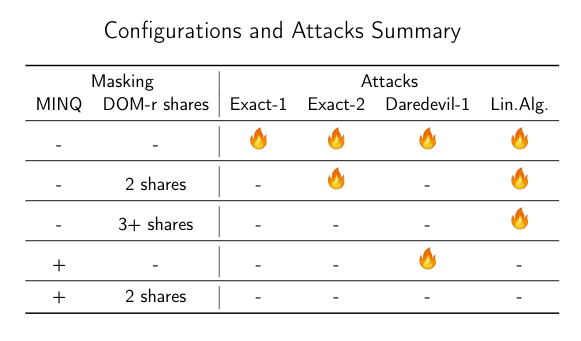 Configurations and Attacks Summary
Masking Attacks
MINQ DOM-r shares Exact-1 Exact-2 Daredevil-1 Lin.Alg.
- - 🔥 🔥 🔥 🔥
- 2 shares - 🔥 - 🔥
- 3+ shares - - - 🔥
+ - - - 🔥 -
+ 2 shares - - - -